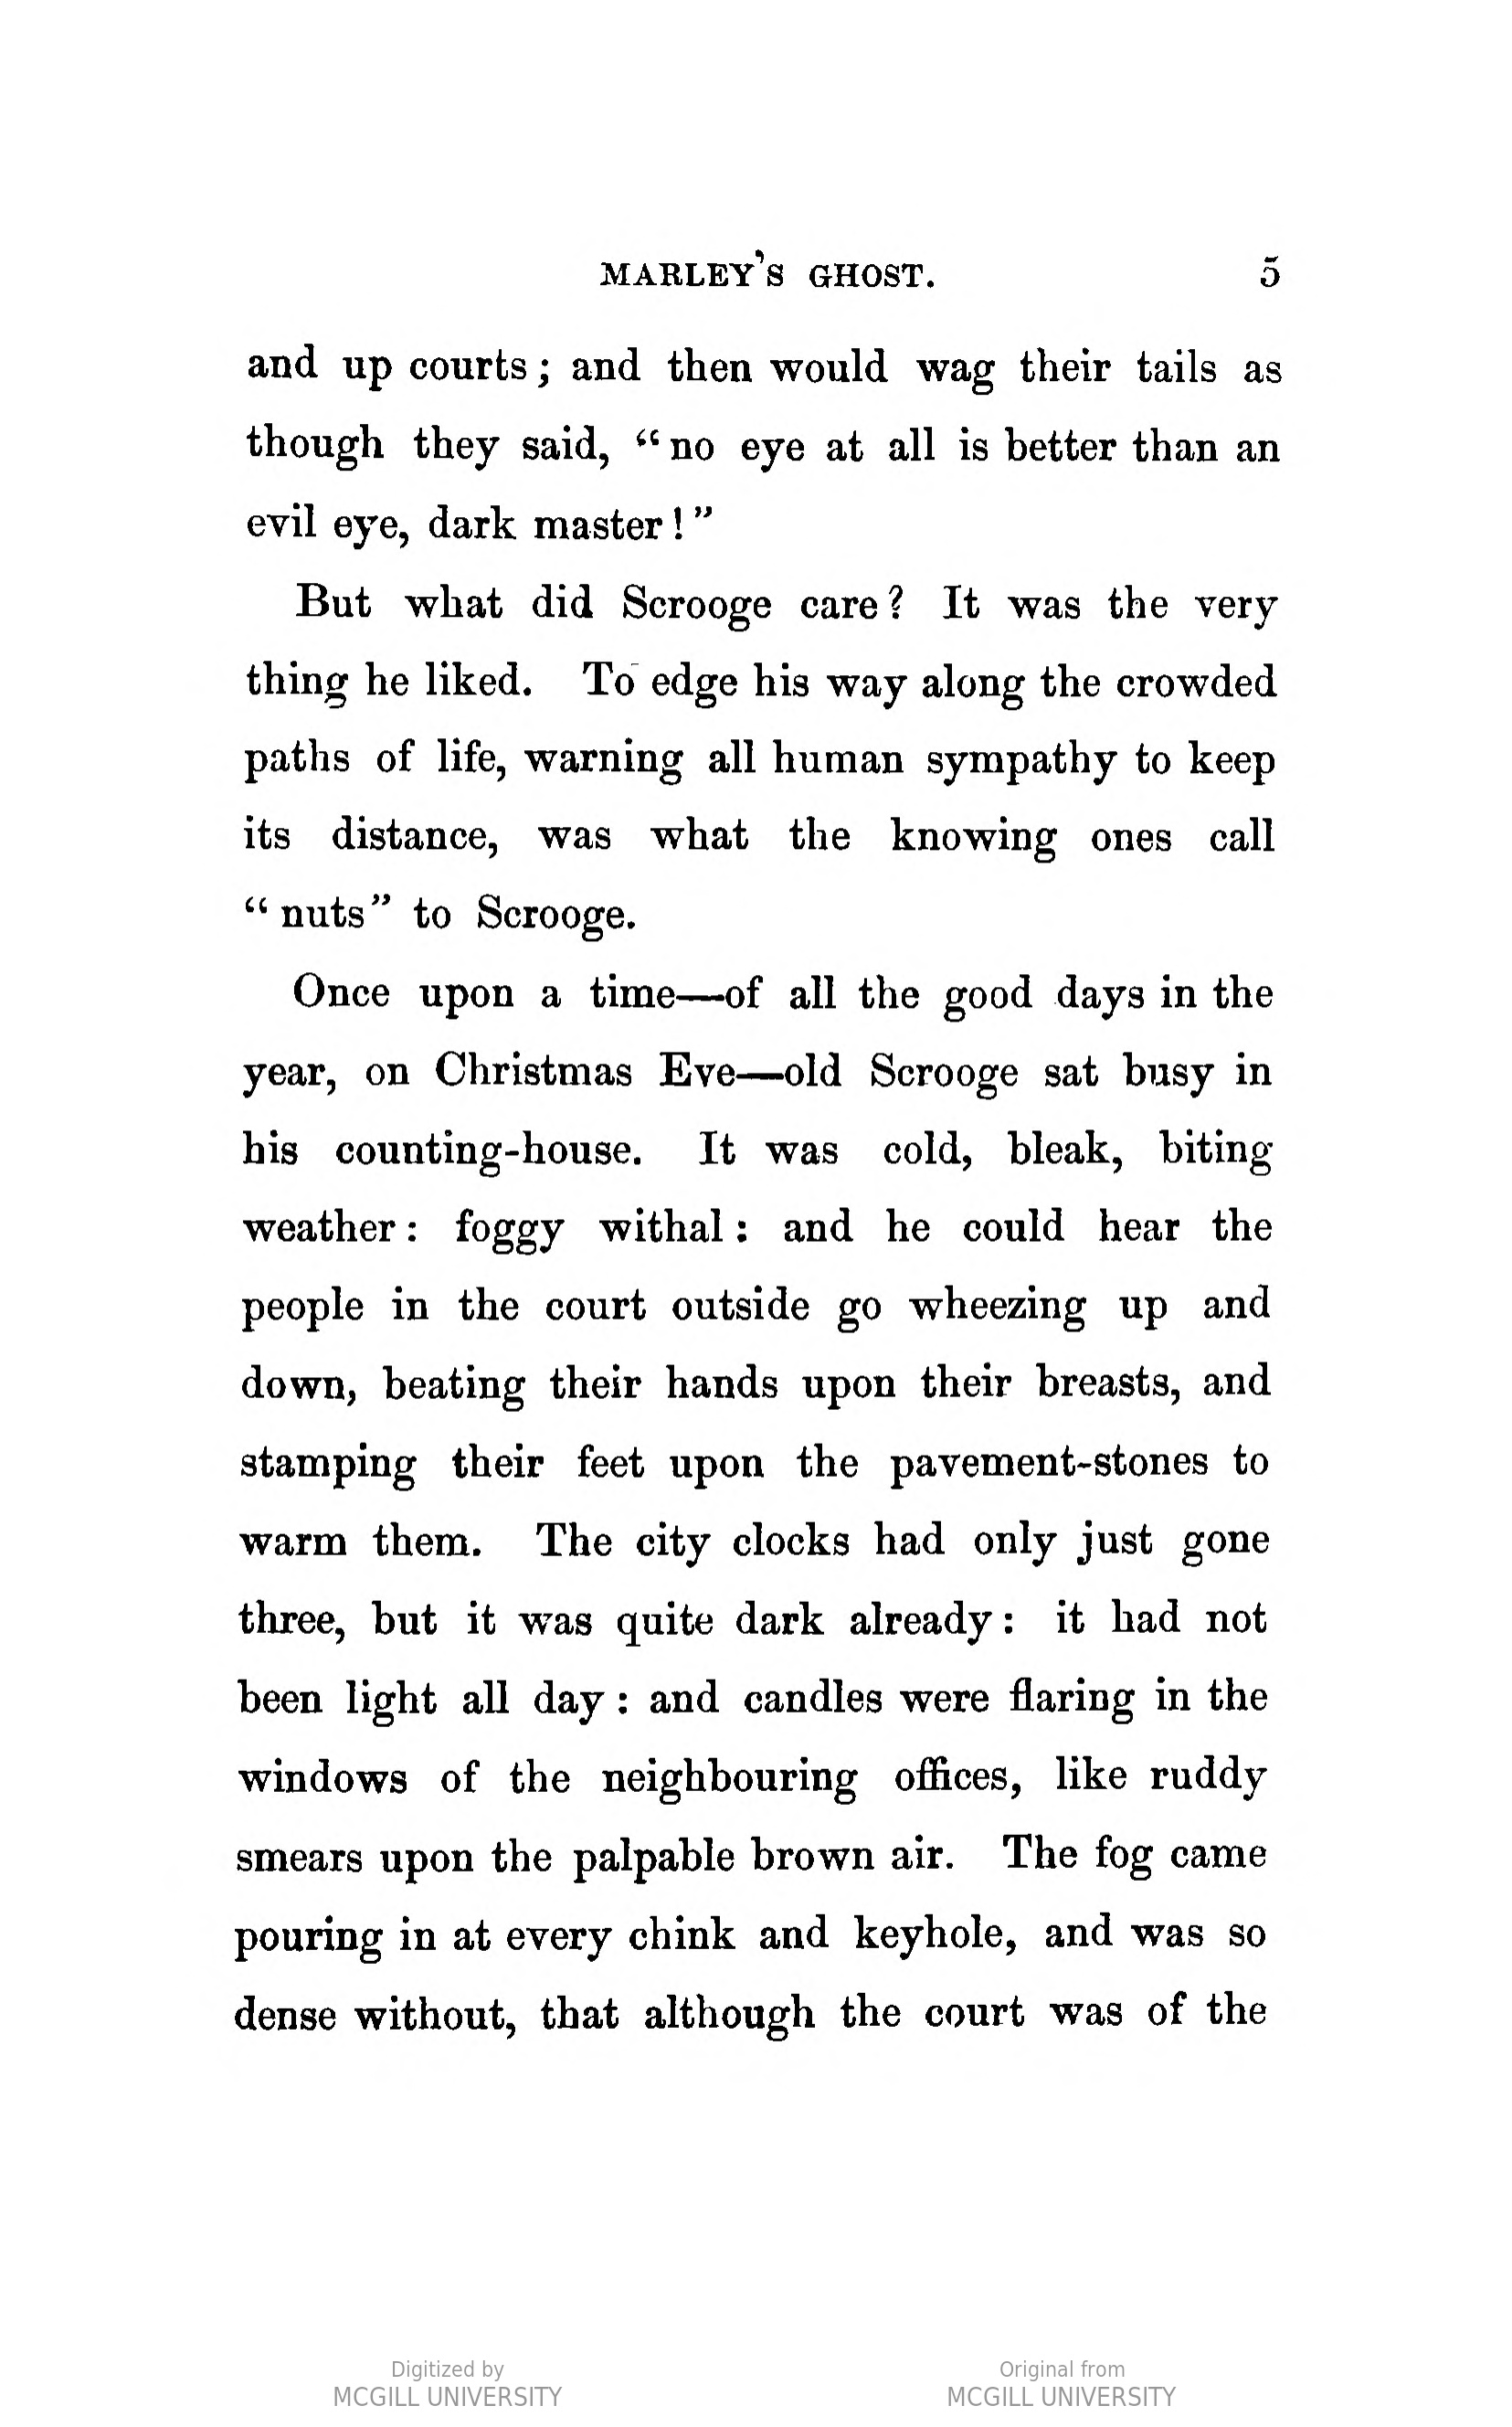 MARLEY'S GHOST. 5
and up courts; and then would wag their tails as
though they said, "no eye at all is better than an
evil eye, dark master!"
But what did Scrooge care? It was the very
thing he liked. To edge his way along the crowded
paths of life, warning all human sympathy to keep
its distance, was what the knowing ones call
"nuts" to Scrooge.
Once upon a time—of all the good days in the
year, on Christmas Eve—old Scrooge sat busy in
his counting-house. It was cold, bleak, biting
weather: foggy withal: and he could hear the
people in the court outside go wheezing up and
down, beating their hands upon their breasts, and
stamping their feet upon the pavement-stones to
warm them. The city clocks had only just gone
three, but it was quite dark already: it had not
been light all day: and candles were flaring in the
windows of the neighbouring offices, like ruddy
smears upon the palpable brown air. The fog came
pouring in at every chink and keyhole, and was so
dense without, that although the court was of the
Digitized by
MCGILL UNIVERSITY
Original from
MCGILL UNIVERSITY